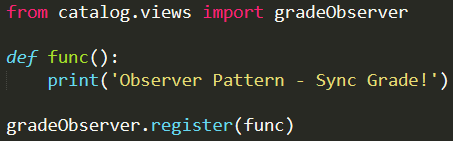 from catalog.views import gradeObserver
def func():
    print('Observer Pattern - Sync Grade!')
gradeObserver.register(func)